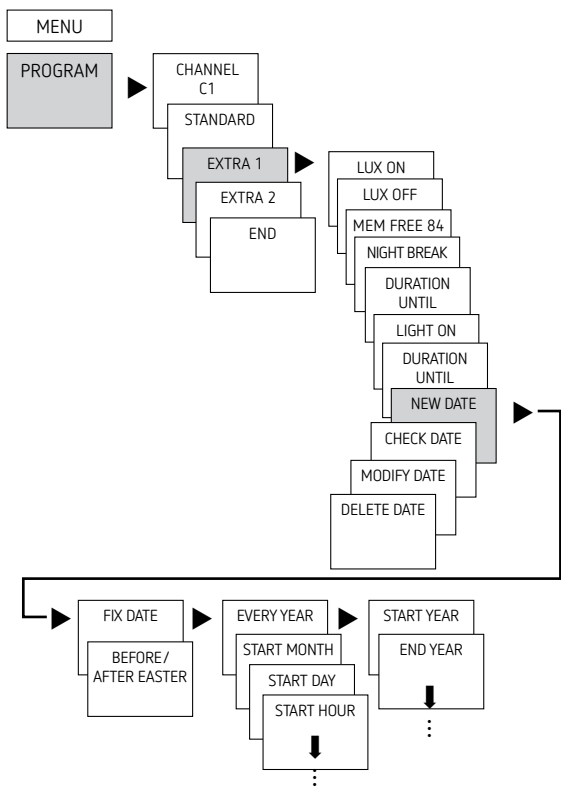 MENU
PROGRAM
CHANNEL
C1
STANDARD
EXTRA 1
EXTRA 2
END
LUX ON
LUX OFF
MEM FREE 84
NIGHT BREAK
DURATION
UNTIL
LIGHT ON
DURATION
UNTIL
NEW DATE
CHECK DATE
MODIFY DATE
DELETE DATE
FIX DATE
BEFORE/
AFTER EASTER
EVERY YEAR
START MONTH
START DAY
START HOUR
START YEAR
END YEAR